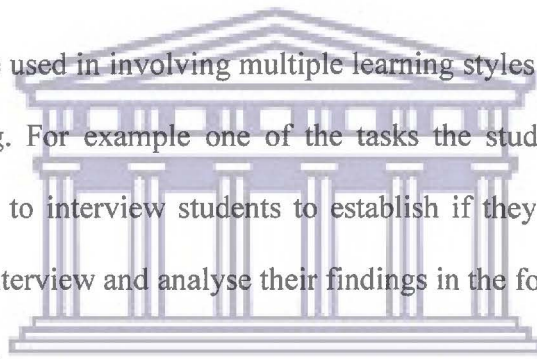 used in involving multiple learning styles
. For example one of the tasks the stud
to interview students to establish if they
nterview and analyse their findings in the fo